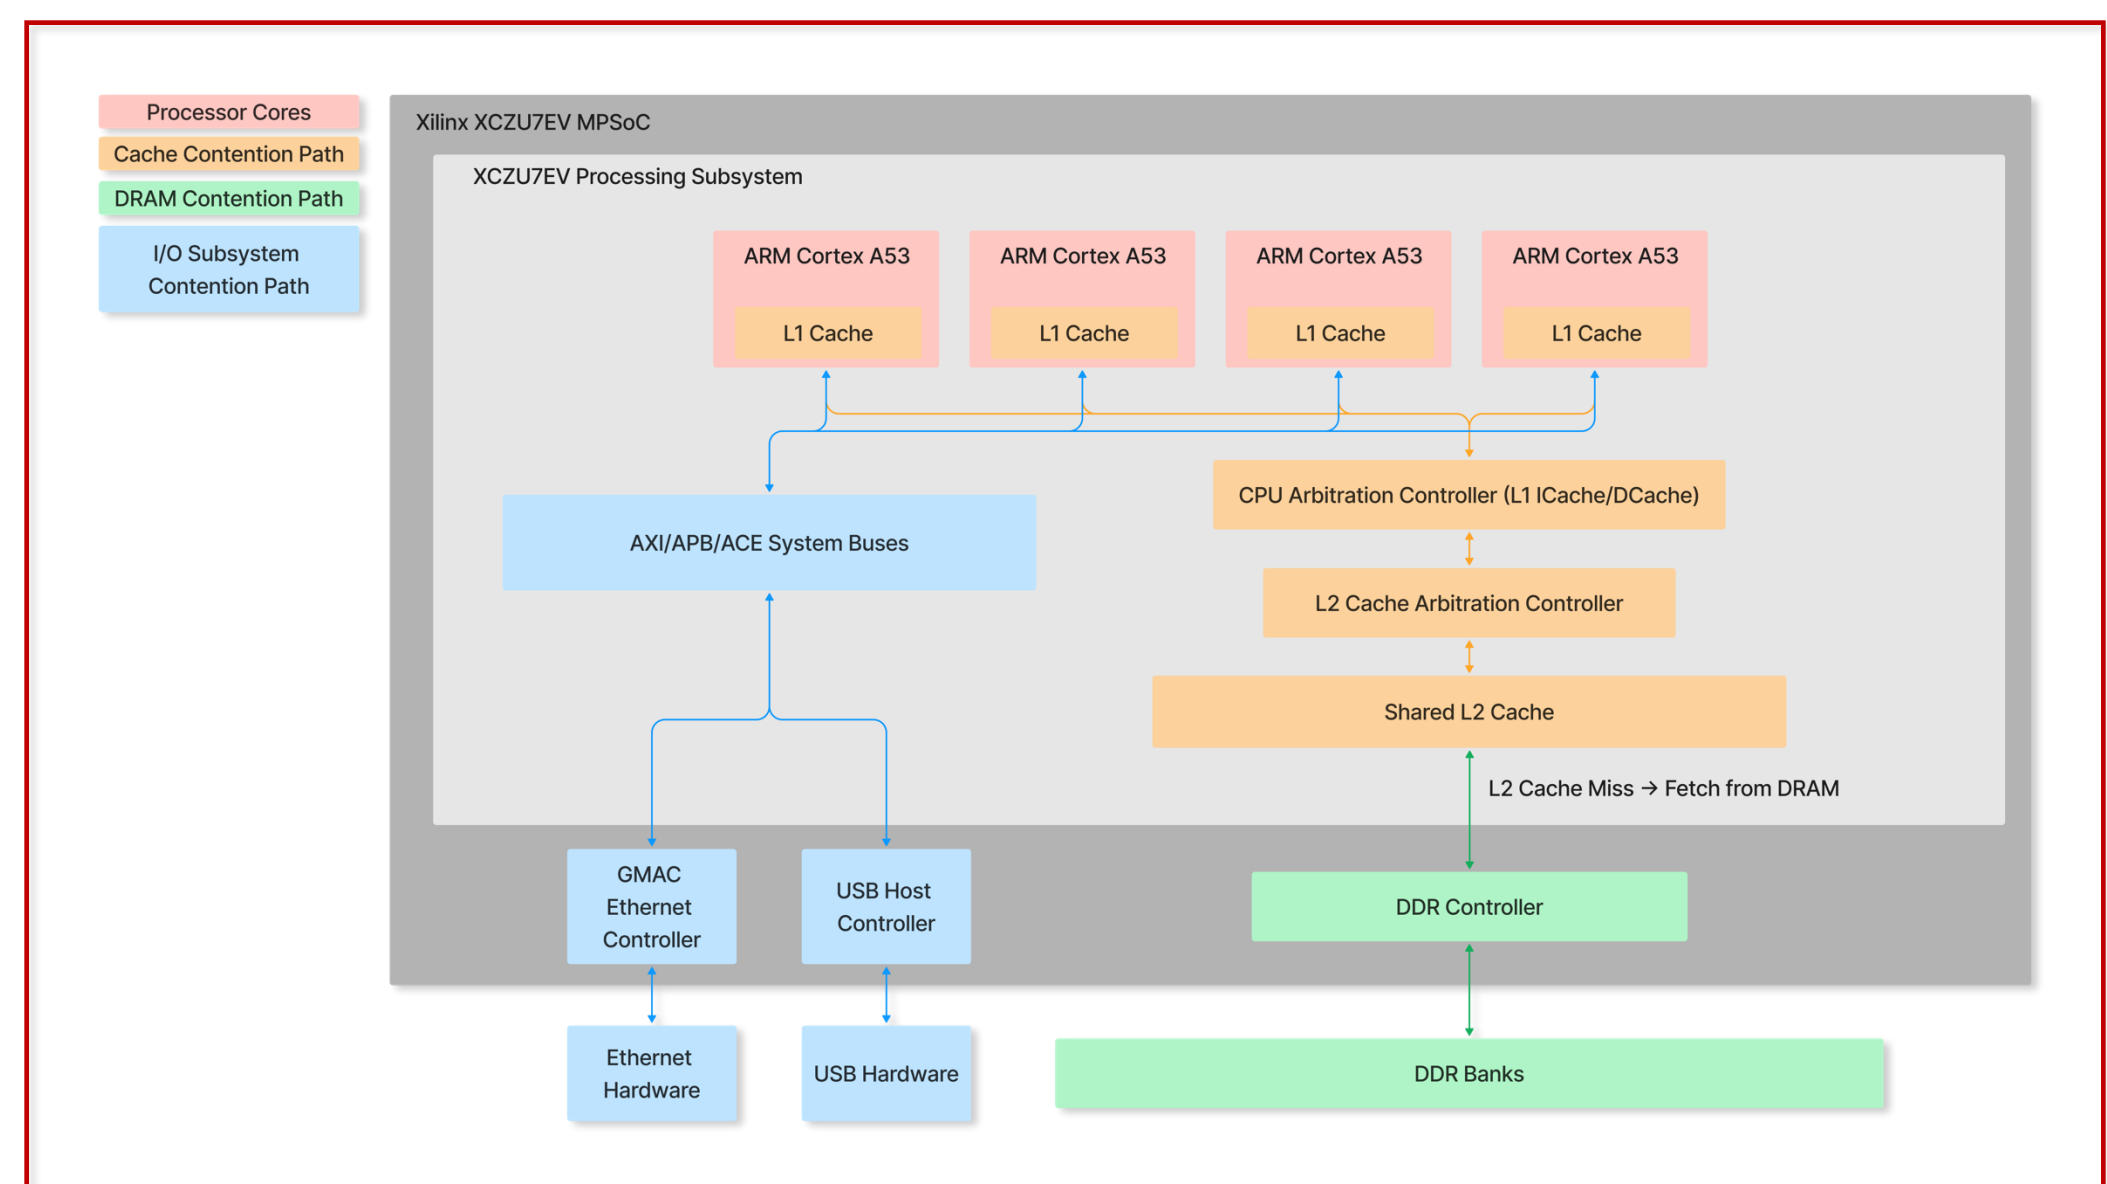 Processor Cores
Cache Contention Path
DRAM Contention Path
I/O Subsystem
Contention Path
Xilinx XCZU7EV MPSoC
XCZU7EV Processing Subsystem
ARM Cortex A53
ARM Cortex A53
ARM Cortex A53
ARM Cortex A53
L1 Cache
L1 Cache
L1 Cache
L1 Cache
CPU Arbitration Controller (L1 ICache/DCache)
AXI/APB/ACE System Buses
L2 Cache Arbitration Controller
Shared L2 Cache
L2 Cache Miss → Fetch from DRAM
GMAC
Ethernet
Controller
USB Host
Controller
DDR Controller
Ethernet
Hardware
USB Hardware
DDR Banks